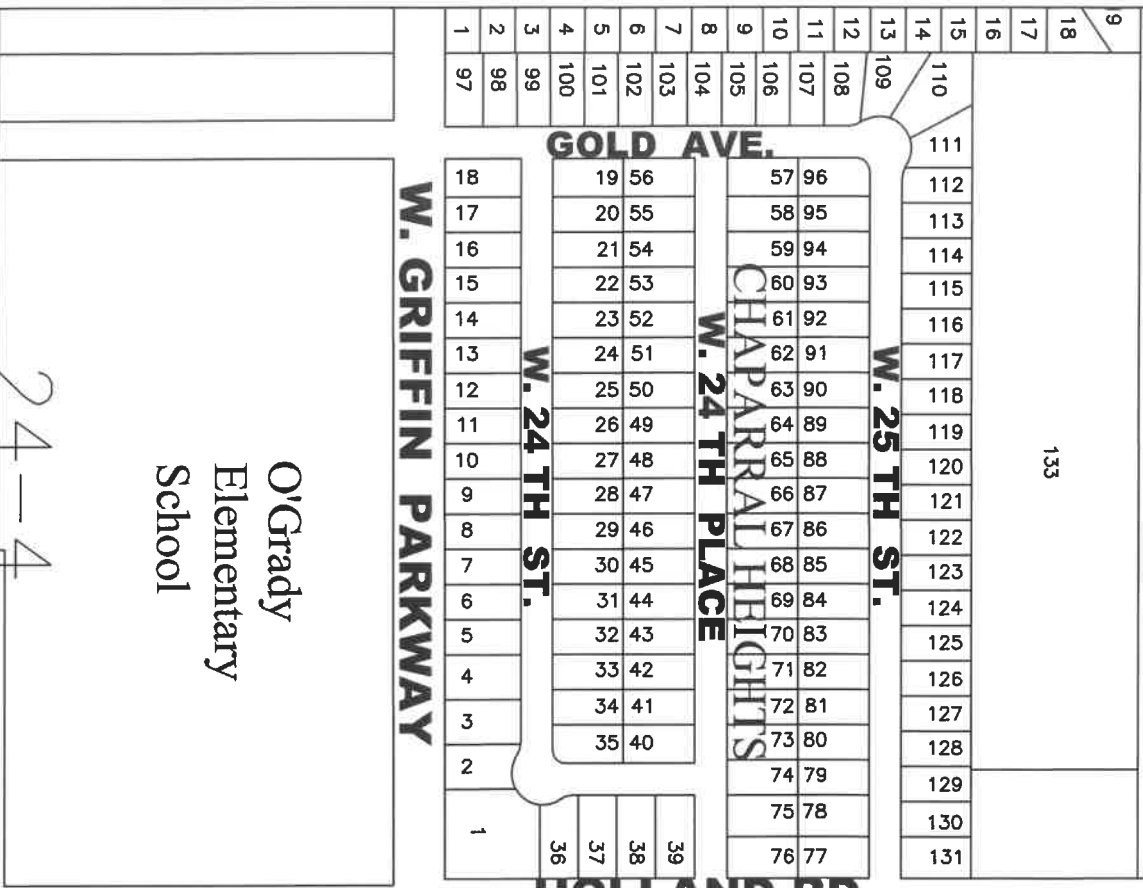 1 2 3 4 5 6 7 8 9 10 11 12 13 14 15 16 17 18 19
97 98 99 100 101 102 103 104 105 106 107 108 109 110
GOLD AVE.
111
18 19 56 57 96 112
17 20 55 58 95 113
16 21 54 59 94 114
15 22 53 60 93 115
14 23 52 61 92 116
13 24 51 62 91 117
12 25 50 63 90 118
11 26 49 64 89 119
10 27 48 65 88 120
9 28 47 66 87 121
8 29 46 67 86 122
7 30 45 68 85 123
6 31 44 69 84 124
5 32 43 70 83 125
4 33 42 71 82 126
3 34 41 72 81 127
2 35 40 73 80 128
74 79 129
1 36 37 38 39 75 78 130
76 77 131
133
W. 25 TH ST.
CHAPARRAL HEIGHTS
W. 24 TH PLACE
W. 24 TH ST.
W. GRIFFIN PARKWAY
O'Grady
Elementary
School
24-4
HOLLAND RD